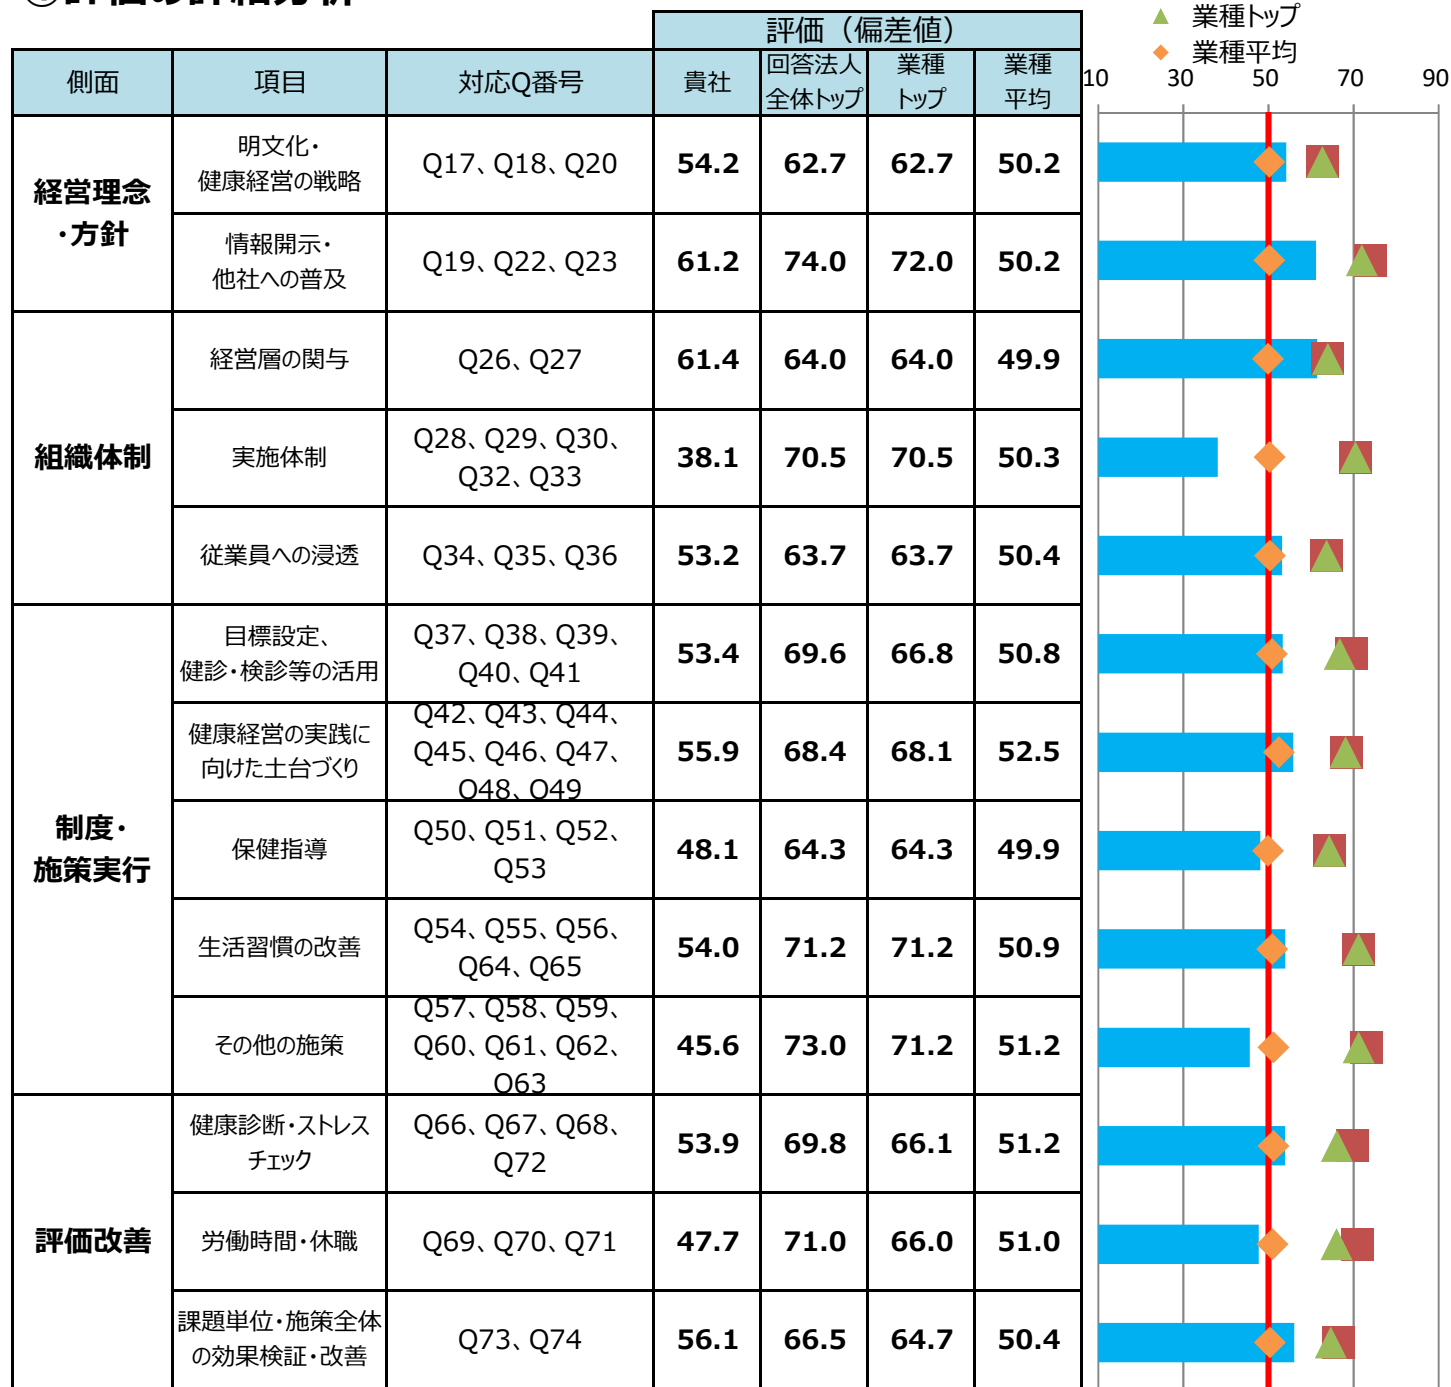 評価（偏差値）
業種トップ
業種平均
側面 項目 対応Q番号 貴社 回答法人 業種 業種
全体トップ トップ 平均
10 30 50 70 90
経営理念
・方針
明文化・
健康経営の戦略
Q17、Q18、Q20
54.2 62.7 62.7 50.2
情報開示・
他社への普及
Q19、Q22、Q23
61.2 74.0 72.0 50.2
組織体制
経営層の関与
Q26、Q27
61.4 64.0 64.0 49.9
実施体制
Q28、Q29、Q30、
Q32、Q33
38.1 70.5 70.5 50.3
従業員への浸透
Q34、Q35、Q36
53.2 63.7 63.7 50.4
制度・
施策実行
目標設定、
健診・検診等の活用
Q37、Q38、Q39、
Q40、Q41
53.4 69.6 66.8 50.8
健康経営の実践に
向けた土台づくり
Q42、Q43、Q44、
Q45、Q46、Q47、
Q48、Q49
55.9 68.4 68.1 52.5
保健指導
Q50、Q51、Q52、
Q53
48.1 64.3 64.3 49.9
生活習慣の改善
Q54、Q55、Q56、
Q64、Q65
54.0 71.2 71.2 50.9
その他の施策
Q57、Q58、Q59、
Q60、Q61、Q62、
Q63
45.6 73.0 71.2 51.2
評価改善
健康診断・ストレス
チェック
Q66、Q67、Q68、
Q72
53.9 69.8 66.1 51.2
労働時間・休職
Q69、Q70、Q71
47.7 71.0 66.0 51.0
課題単位・施策全体
の効果検証・改善
Q73、Q74
56.1 66.5 64.7 50.4